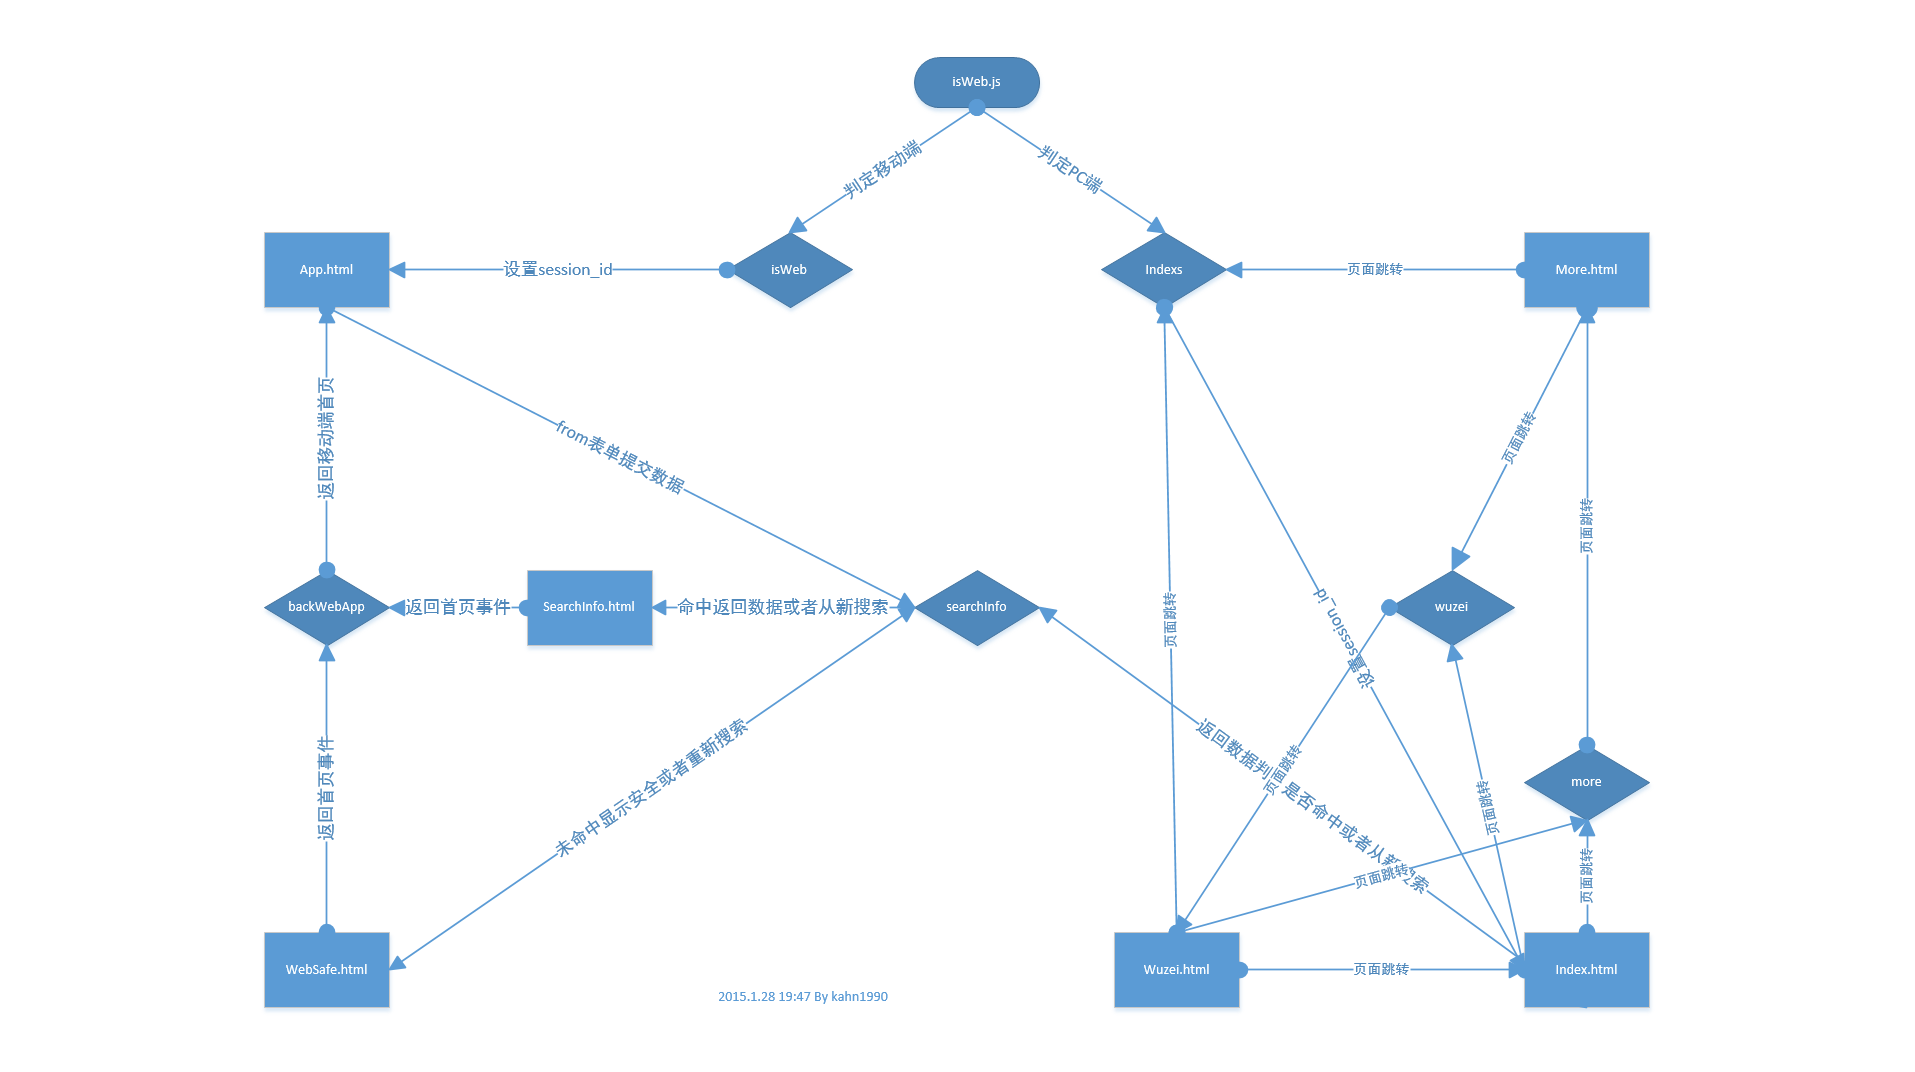 isWeb.js
判定移动端
判定PC端
App.html
设置session_id
isWeb
Indexs
页面跳转
More.html
返回移动端首页
from表单提交数据
页面跳转
页面跳转
backWebApp
返回首页事件
SearchInfo.html
命中返回数据或者从新搜索
searchInfo
页面跳转
设置session_id
wuzei
返回首页事件
未命中显示安全或者重新搜索
返回数据判 是否命中或者从新 索
页面跳转
页面跳转
more
页面跳转
页面跳转
WebSafe.html
Wuzei.html
页面跳转
Index.html
2015.1.28 19:47 By kahn1990